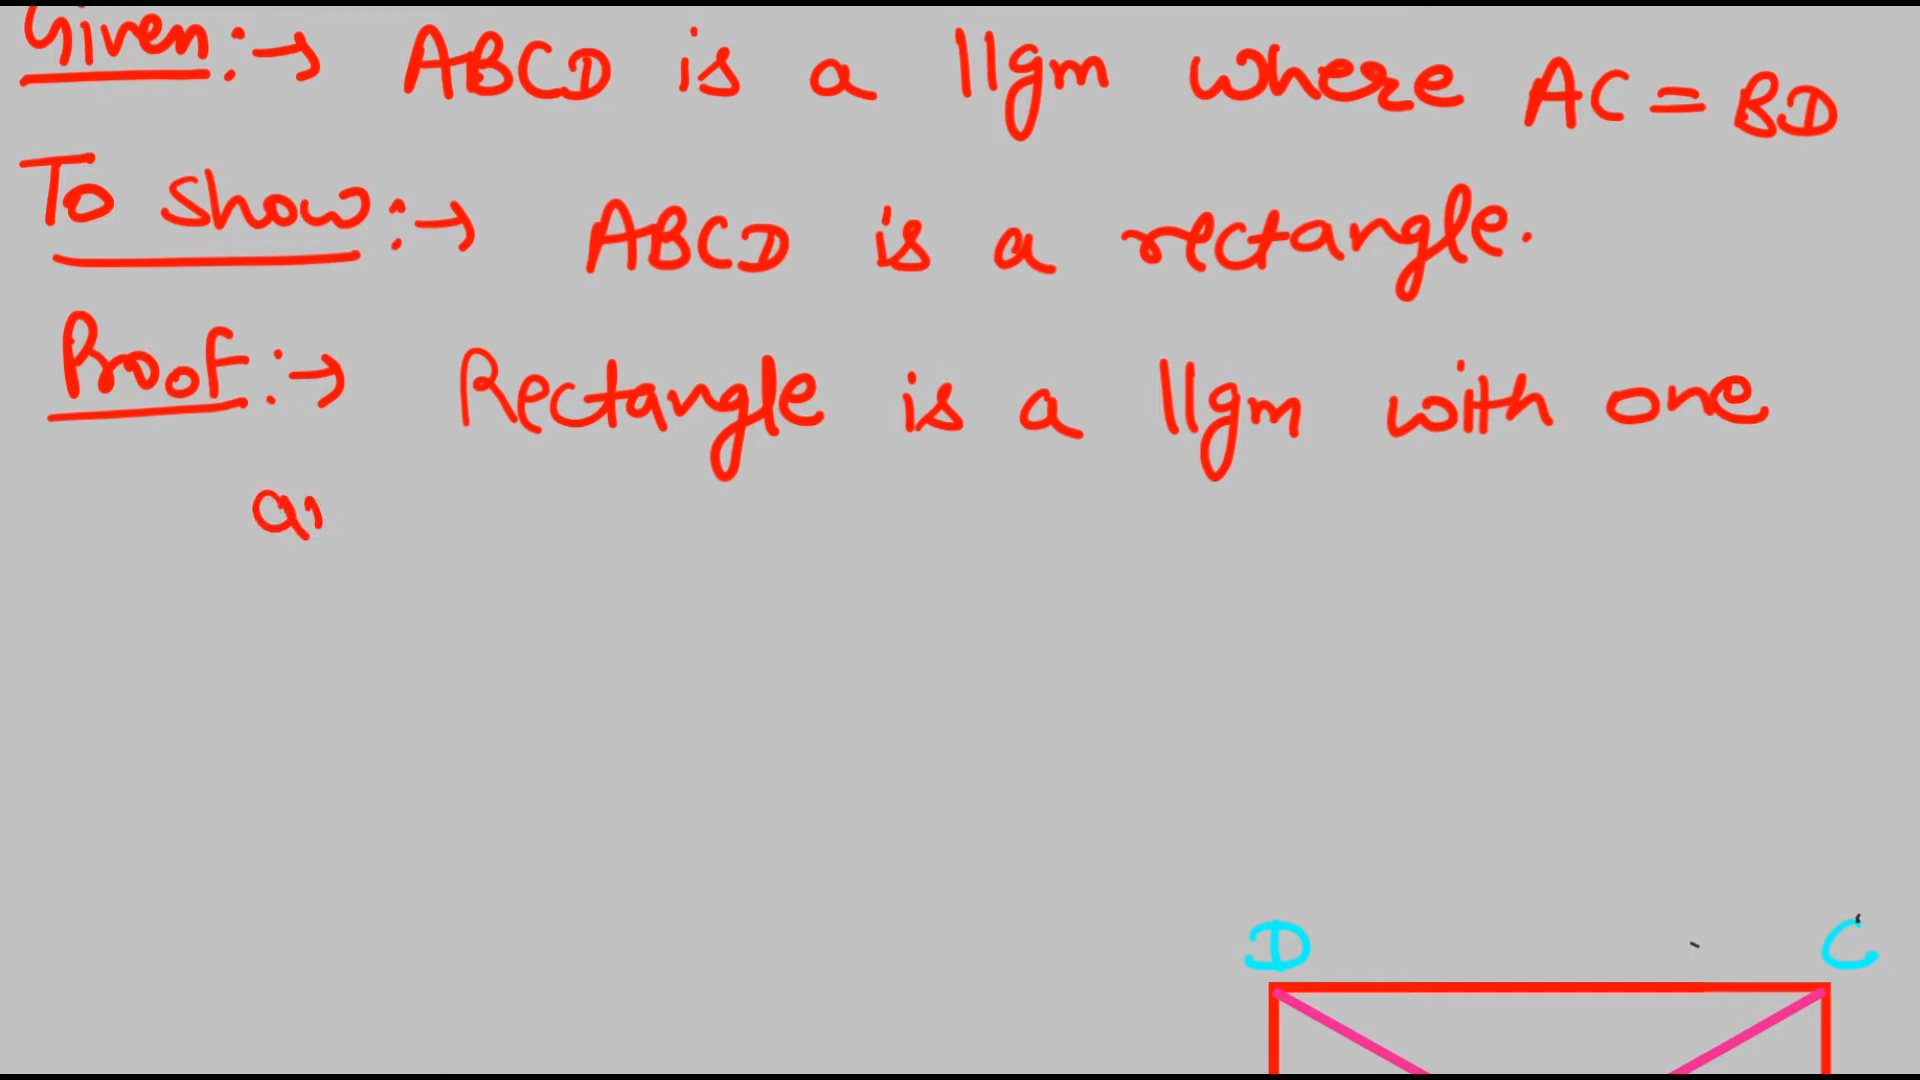 Given:→ ABCD is a llgm where AC = BD
To show:→ ABCD is a rectangle.
Proof:→ Rectangle is a llgm with one
D C